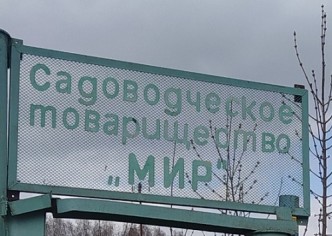 Садоводческое
товарищество
„МИР"